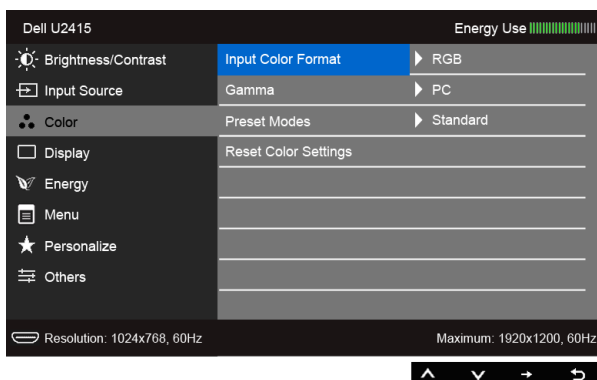 Dell U2415 Energy Use
Brightness/Contrast Input Color Format RGB
Input Source Gamma PC
Color Preset Modes Standard
Display Reset Color Settings
Energy
Menu
Personalize
Others
Resolution: 1024x768, 60Hz Maximum: 1920x1200, 60Hz